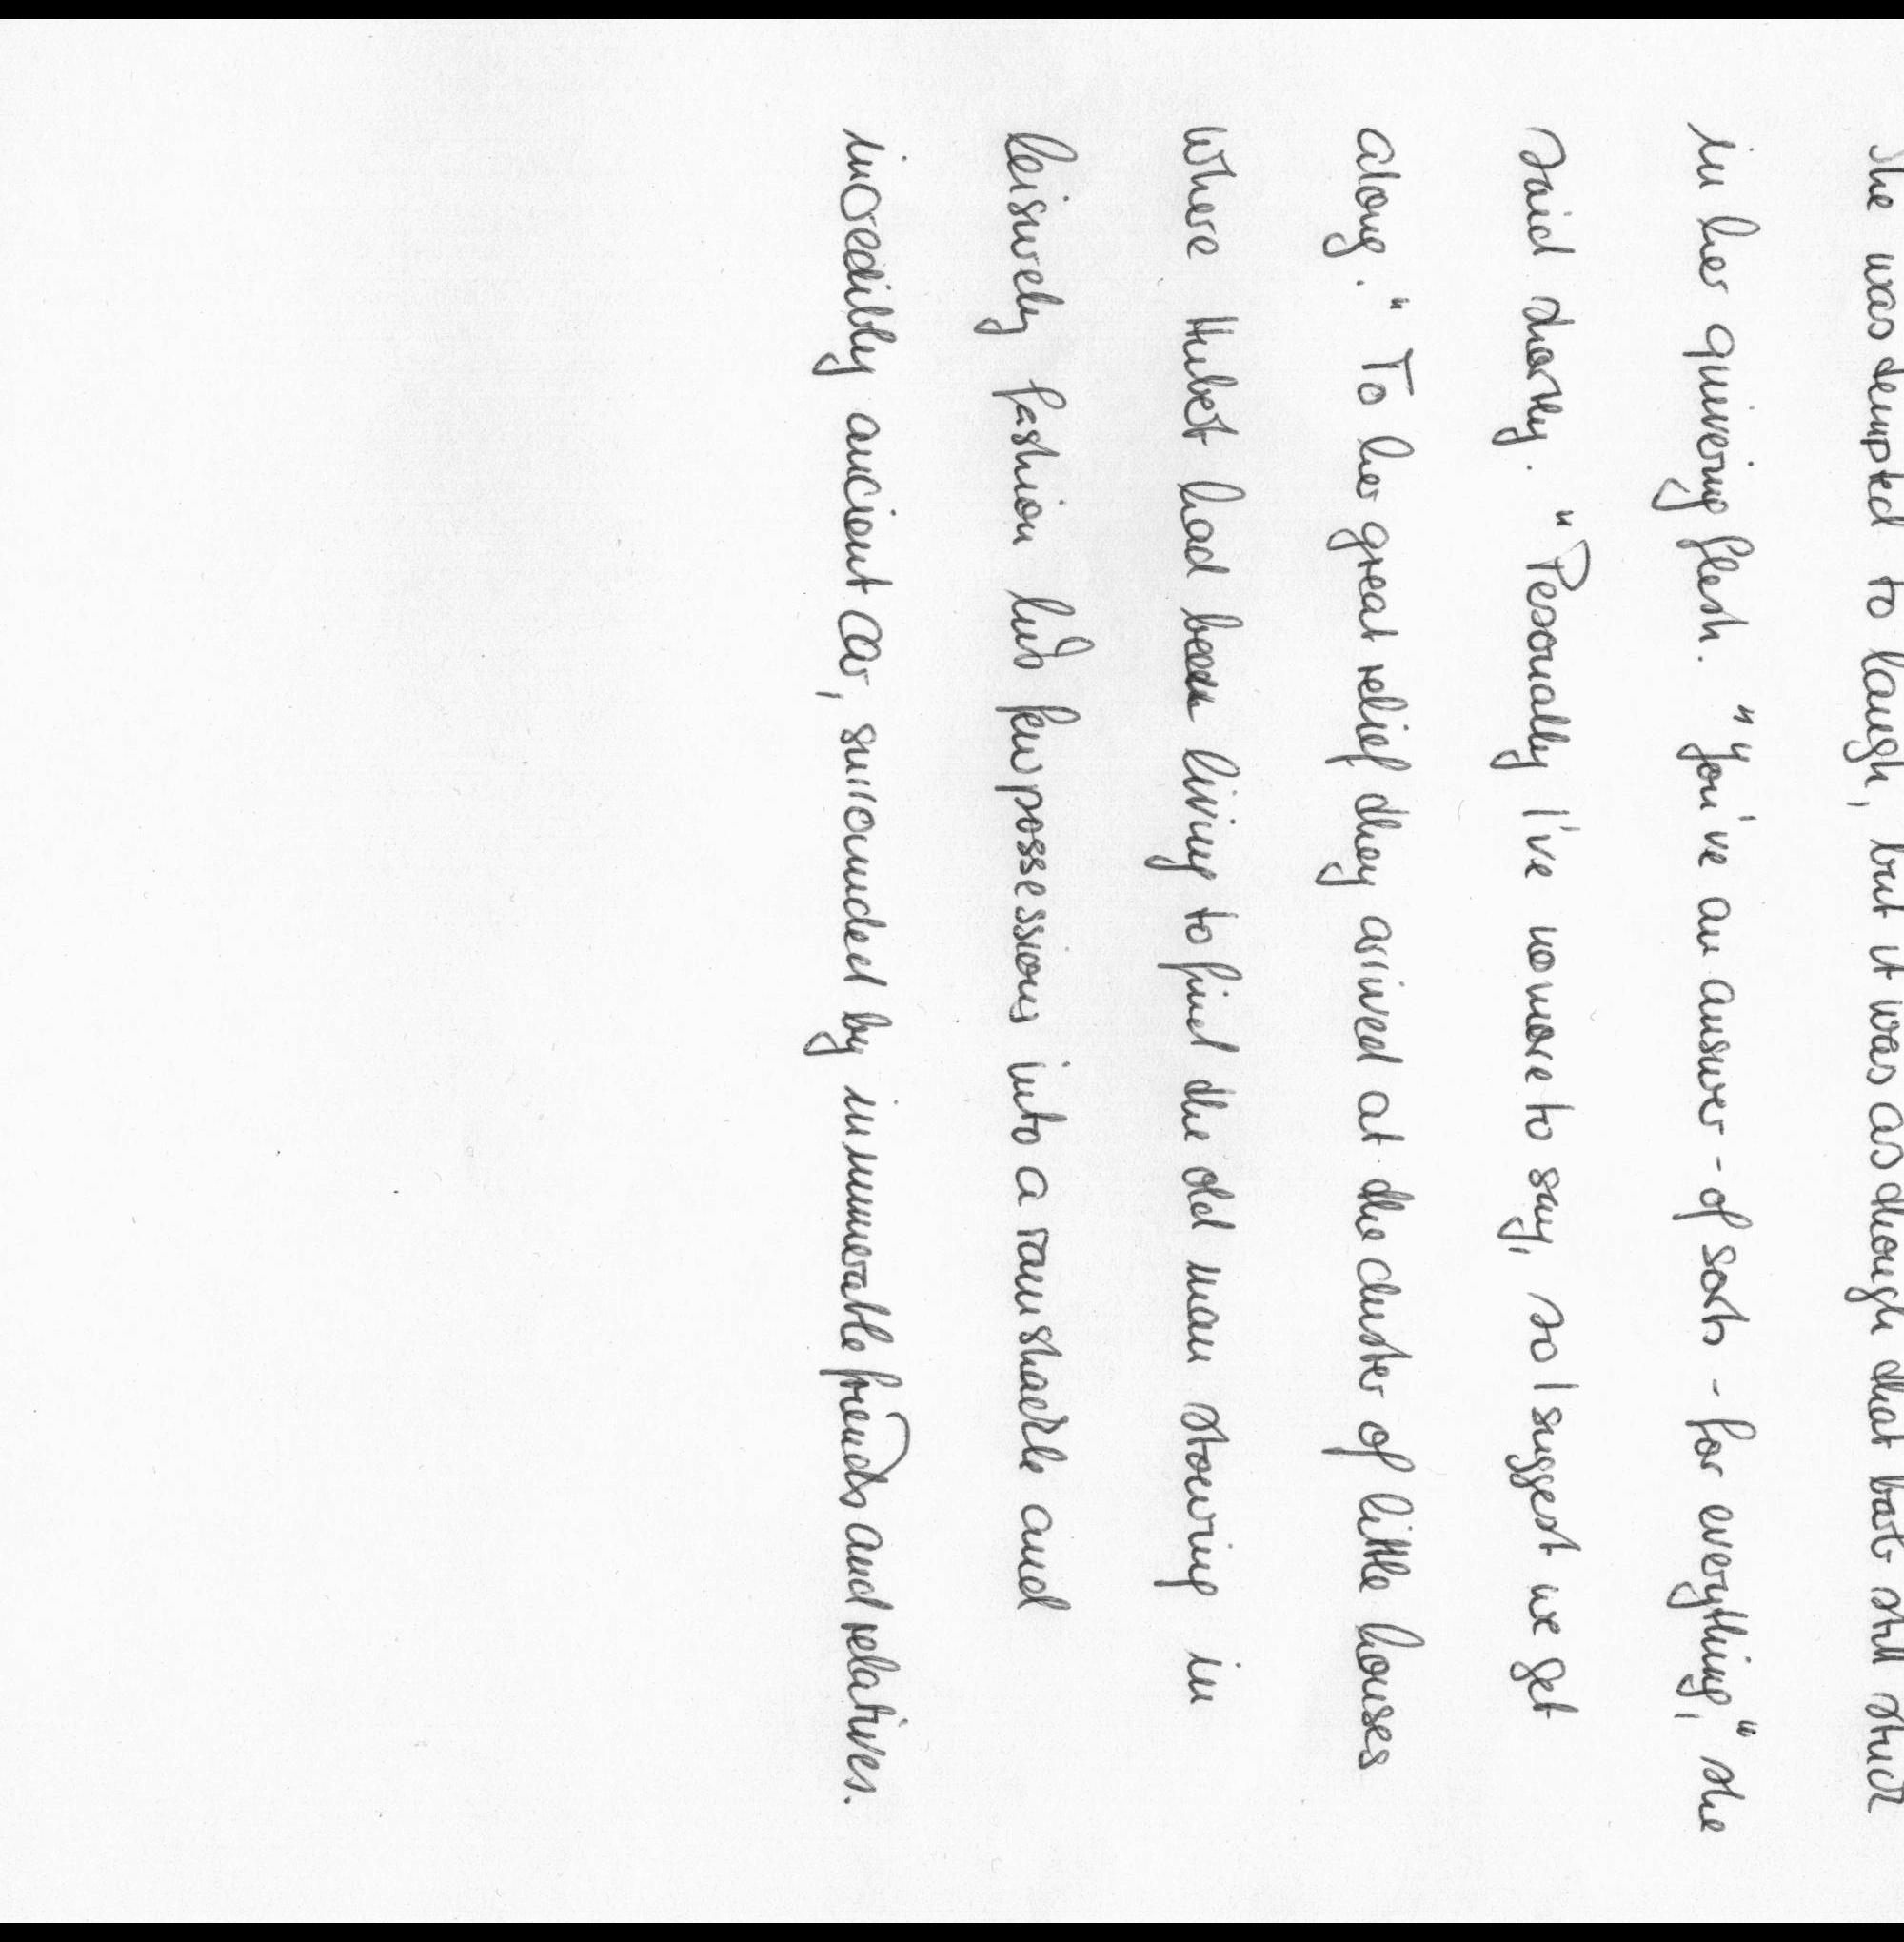 She was tempted to laugh, but it was as though that barb still stuck
in her quivering flesh. "You've an answer - of sorts - for everything," she
said shortly. "Personally I've no more to say, so I suggest we get
along." To her great relief they arrived at the cluster of little houses
where Hubert had been living to find the old man stowing in
leisurely fashion his few possessions into a ramshackle and
incredibly ancient car, surrounded by innumerable friends and relatives.